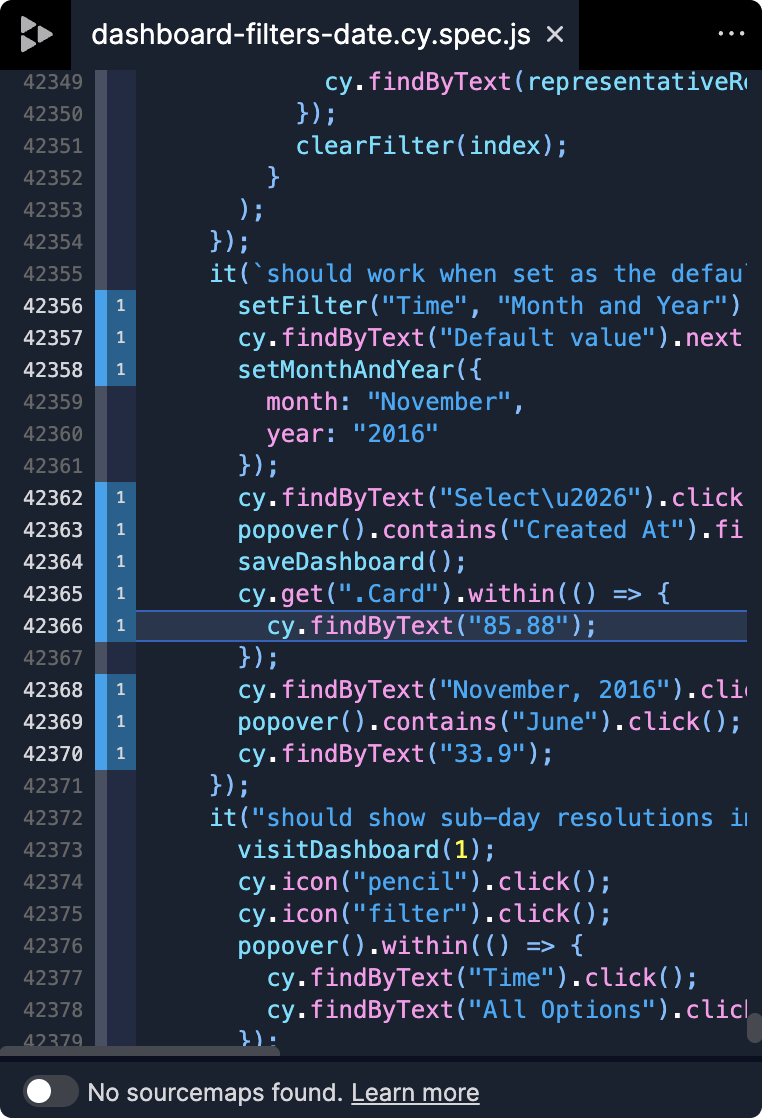 dashboard-filters-date.cy.spec.js ×
42349 cy.findByText(representativeRe
42350 });
42351 clearFilter(index);
42352 }
42353 );
42354 });
42355 it(`should work when set as the defau
42356 1 setFilter("Time", "Month and Year")
42357 1 cy.findByText("Default value").next
42358 1 setMonthAndYear({
42359 month: "November",
42360 year: "2016"
42361 });
42362 1 cy.findByText("Select\u2026").click
42363 1 popover().contains("Created At").fi
42364 1 saveDashboard();
42365 1 cy.get(".Card").within(() => {
42366 1 cy.findByText("85.88");
42367 });
42368 1 cy.findByText("November, 2016").clic
42369 1 popover().contains("June").click();
42370 1 cy.findByText("33.9");
42371 });
42372 it("should show sub-day resolutions in
42373 visitDashboard(1);
42374 cy.icon("pencil").click();
42375 cy.icon("filter").click();
42376 popover().within(() => {
42377 cy.findByText("Time").click();
42378 cy.findByText("All Options").click
42379 });
No sourcemaps found. Learn more